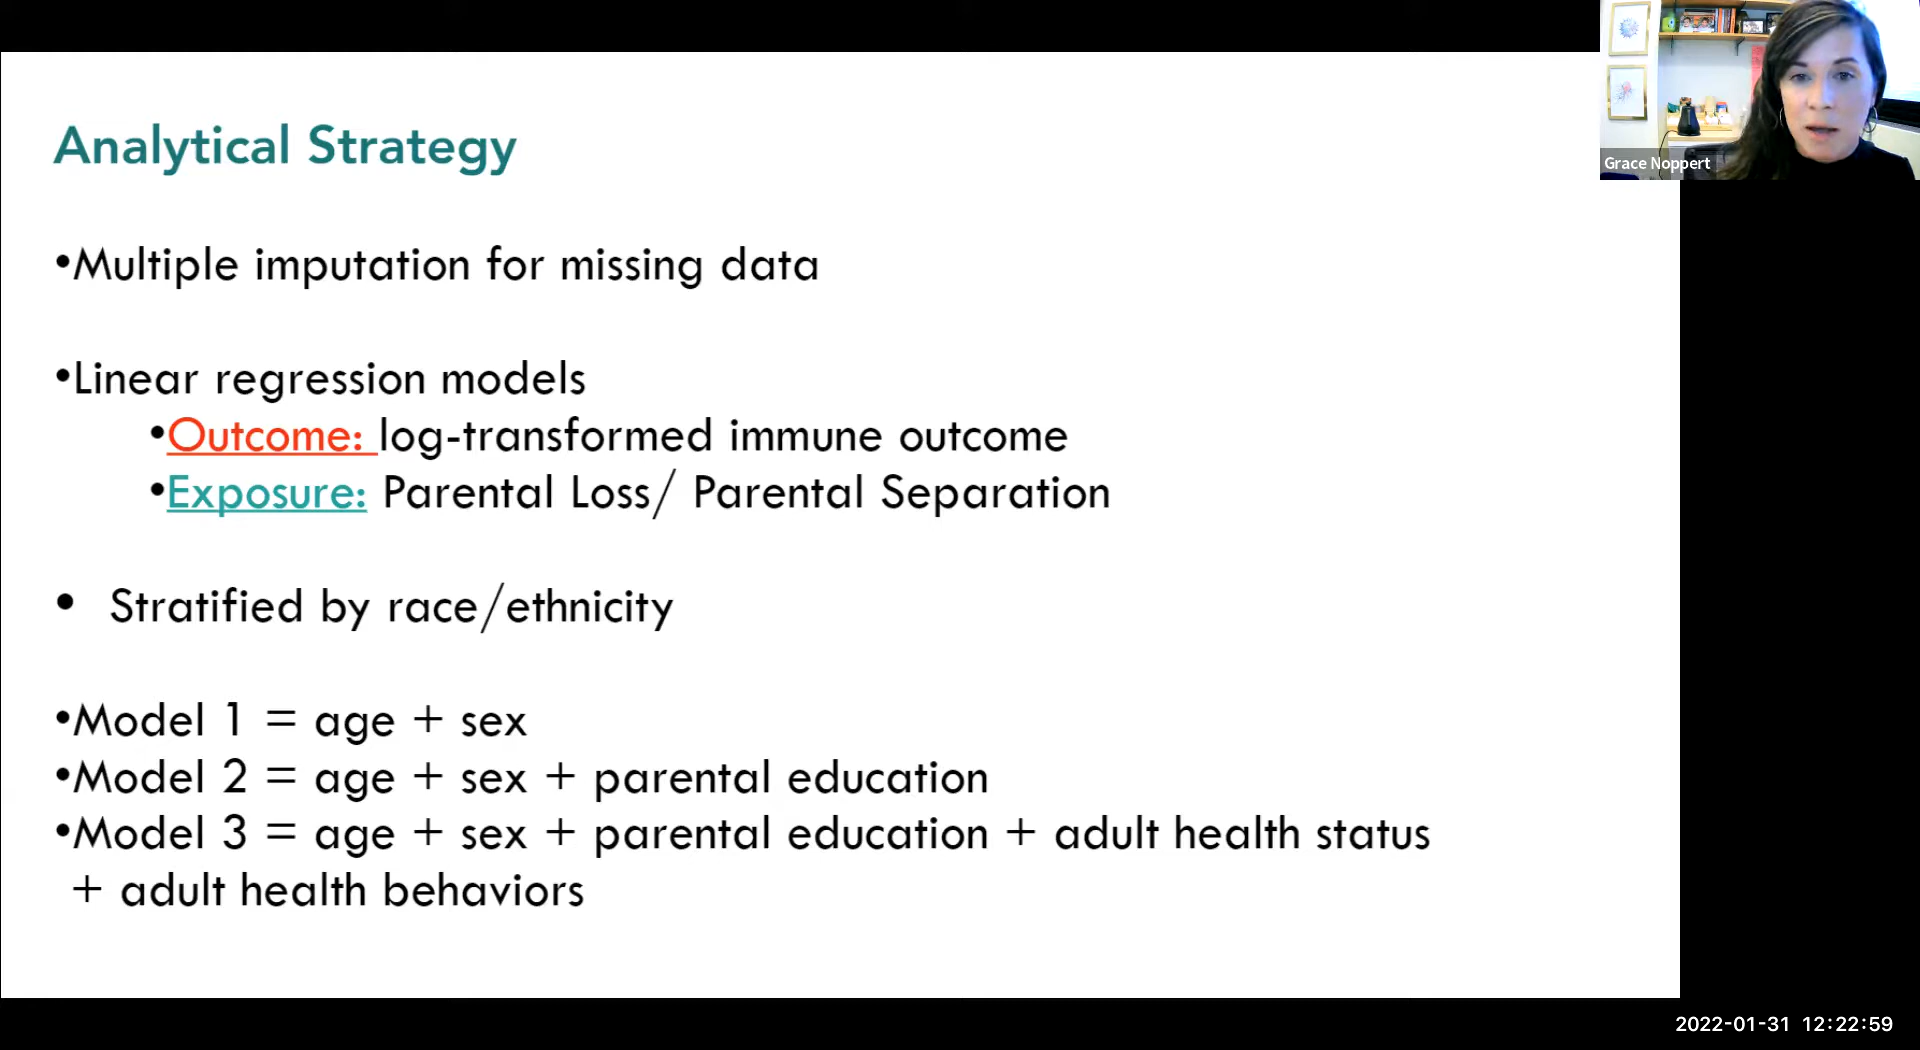 Analytical Strategy
•Multiple imputation for missing data
•Linear regression models
•Outcome: log-transformed immune outcome
•Exposure: Parental Loss/ Parental Separation
• Stratified by race/ethnicity
•Model 1 = age + sex
•Model 2 = age + sex + parental education
•Model 3 = age + sex + parental education + adult health status
+ adult health behaviors
Grace Noppert
2022-01-31 12:22:59